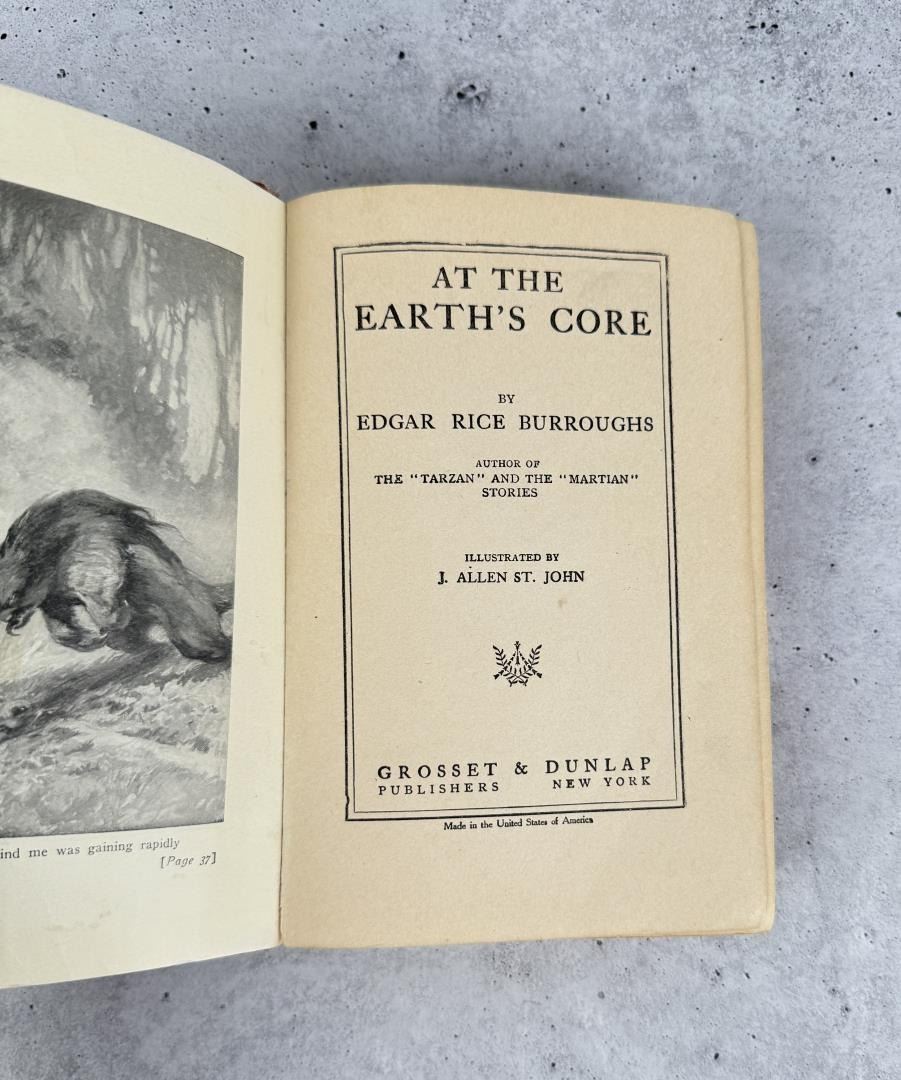 ind me was gaining rapidly
[Page 37]
AT THE
EARTH'S CORE
BY
EDGAR RICE BURROUGHS
AUTHOR OF
THE "TARZAN" AND THE "MARTIAN"
STORIES
ILLUSTRATED BY
J. ALLEN ST. JOHN
GROSSET & DUNLAP
PUBLISHERS NEW YORK
Made in the United States of America